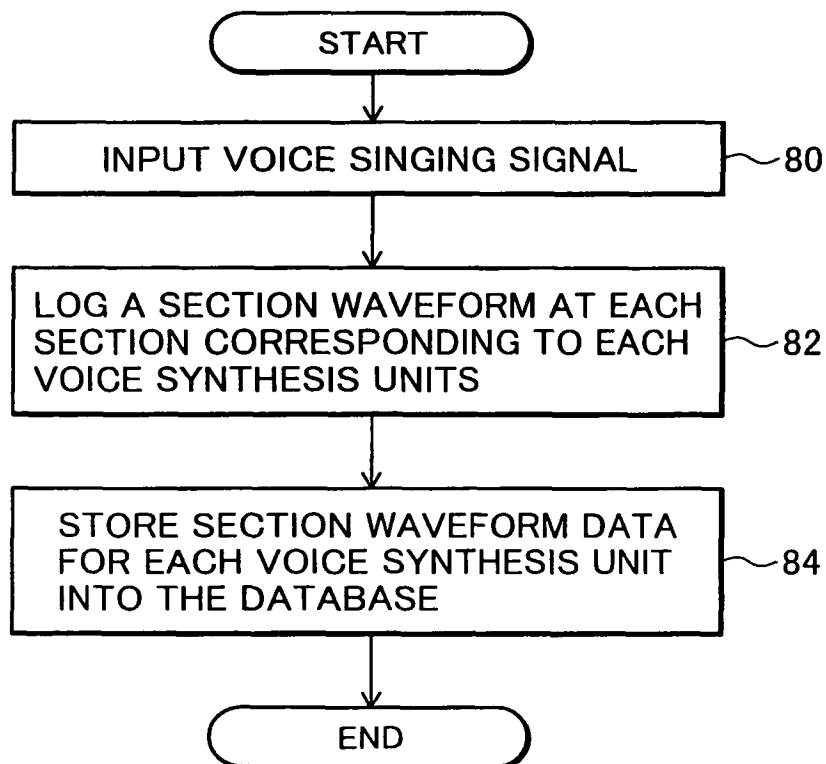 START
INPUT VOICE SINGING SIGNAL
80
LOG A SECTION WAVEFORM AT EACH
SECTION CORRESPONDING TO EACH
VOICE SYNTHESIS UNITS
82
STORE SECTION WAVEFORM DATA
FOR EACH VOICE SYNTHESIS UNIT
INTO THE DATABASE
84
END